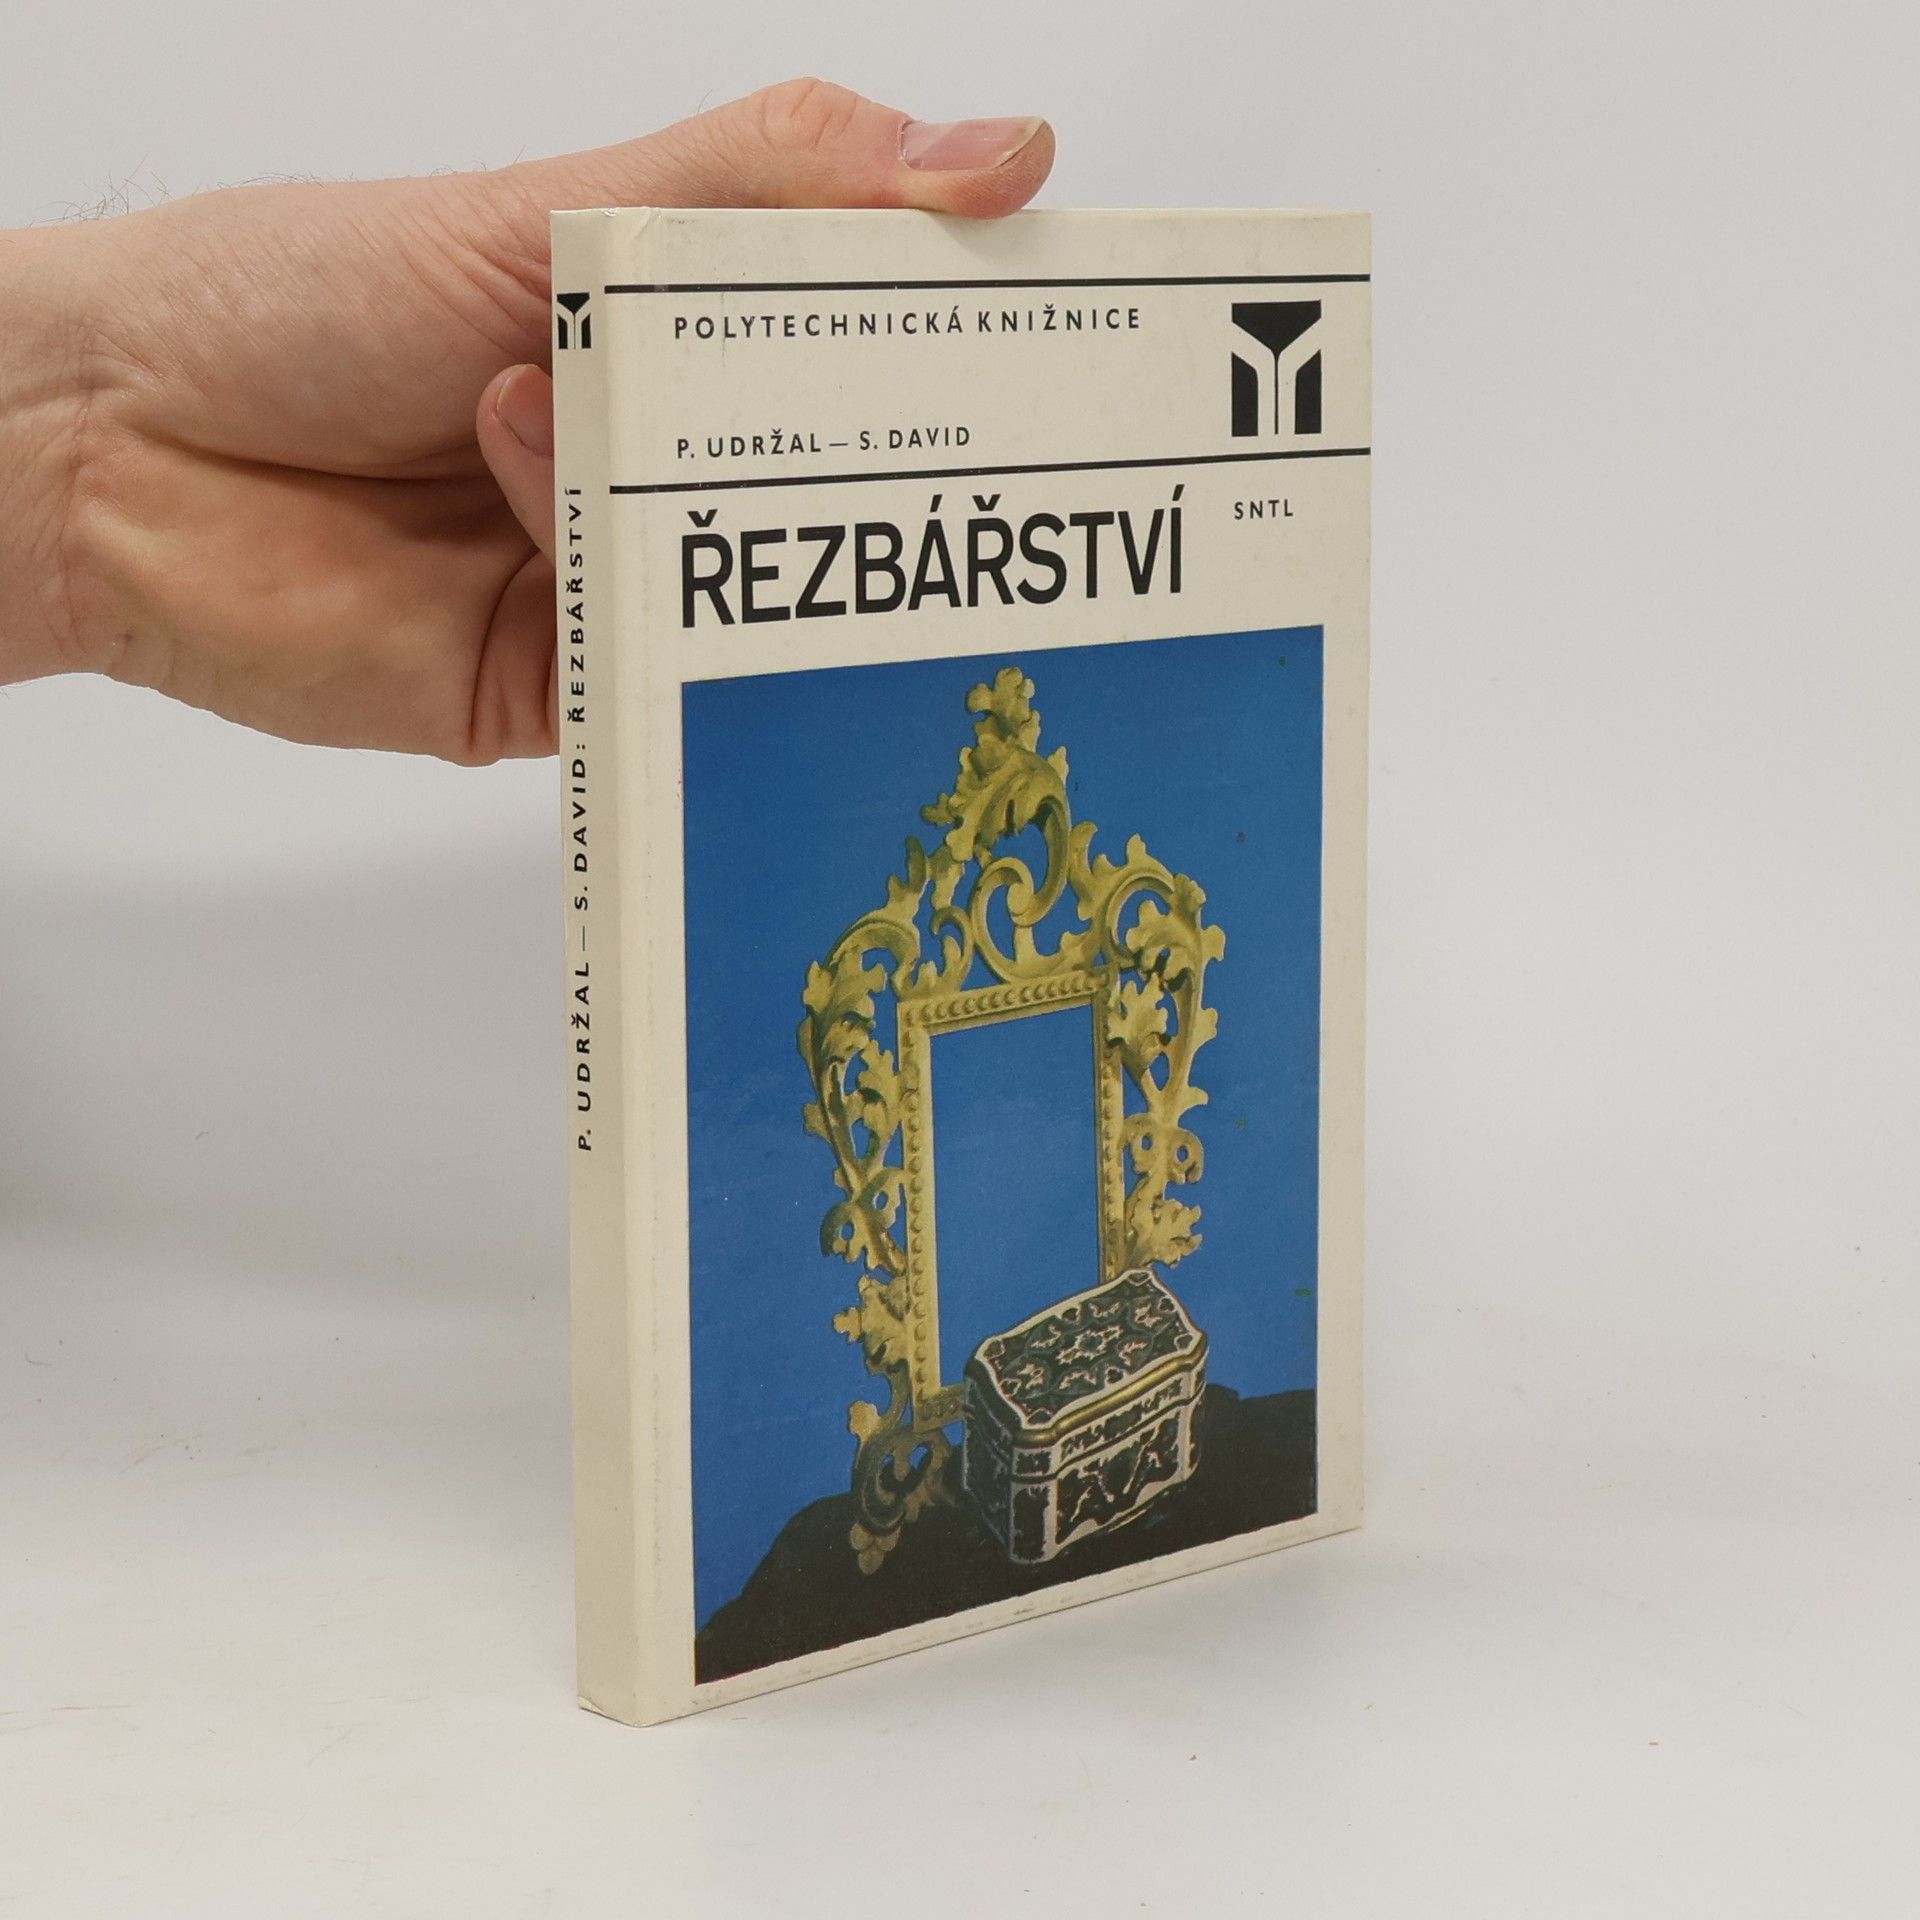 POLYTECHNICKÁ KNIŽNICE
P. UDRŽAL — S. DAVID
ŘEZBÁŘSTVÍ
SNTL
P. UDRŽAL — S. DAVID: ŘEZBÁŘSTVÍ